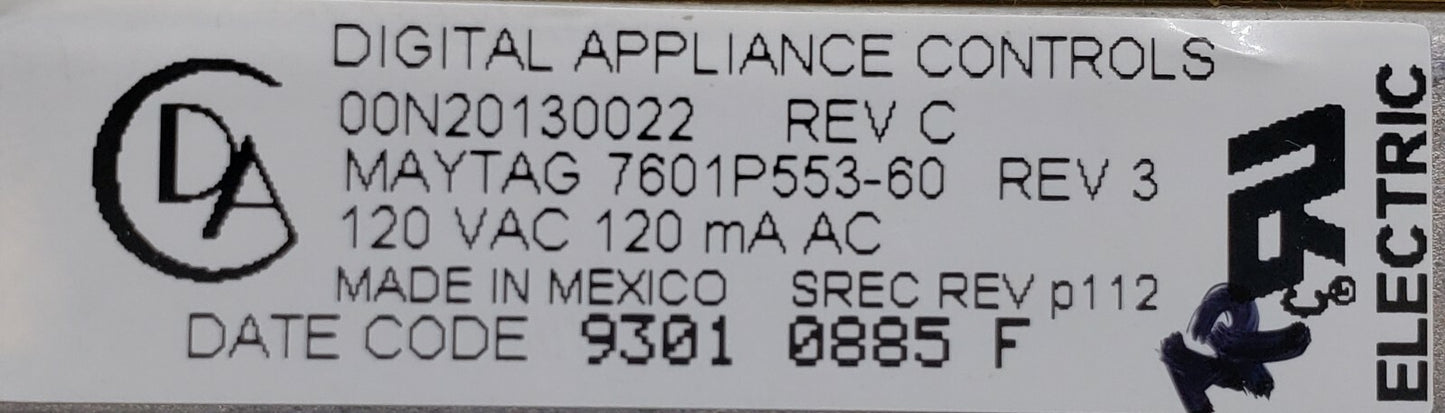 DIGITAL APPLIANCE CONTROLS
00N20130022 REV C
MAYTAG 7601P553-60 REV 3
120 VAC 120 mA AC
MADE IN MEXICO SREC REV p112
DATE CODE 9301 0885 F
DA
ELECTRIC